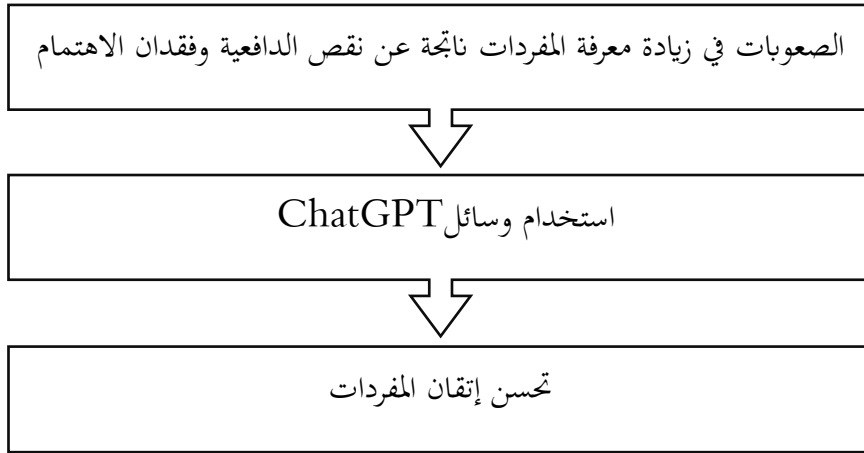 الصعوبات في زيادة معرفة المفردات ناتجة عن نقص الدافعية وفقدان الاهتمام
استخدام وسائل ChatGPT
تحسن إتقان المفردات